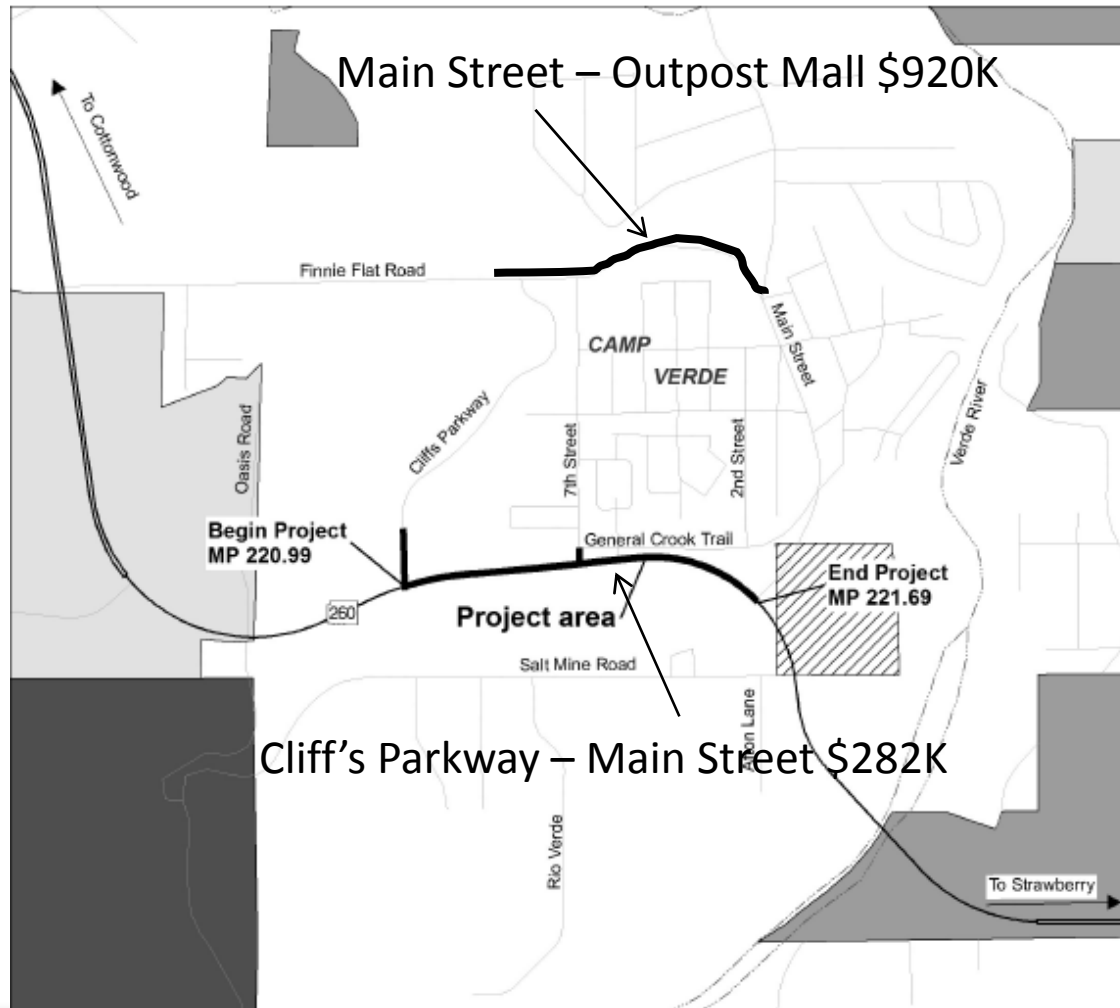 Main Street – Outpost Mall $920K
To Cottonwood
Finnie Flat Road
Main Street
CAMP
VERDE
Verde River
Cliffs Parkway
Oasis Road
7th Street
2nd Street
Begin Project
MP 220.99
General Crook Trail
End Project
MP 221.69
260
Project area
Salt Mine Road
Lane
Cliff’s Parkway – Main Street $282K
Rio Verde
To Strawberry